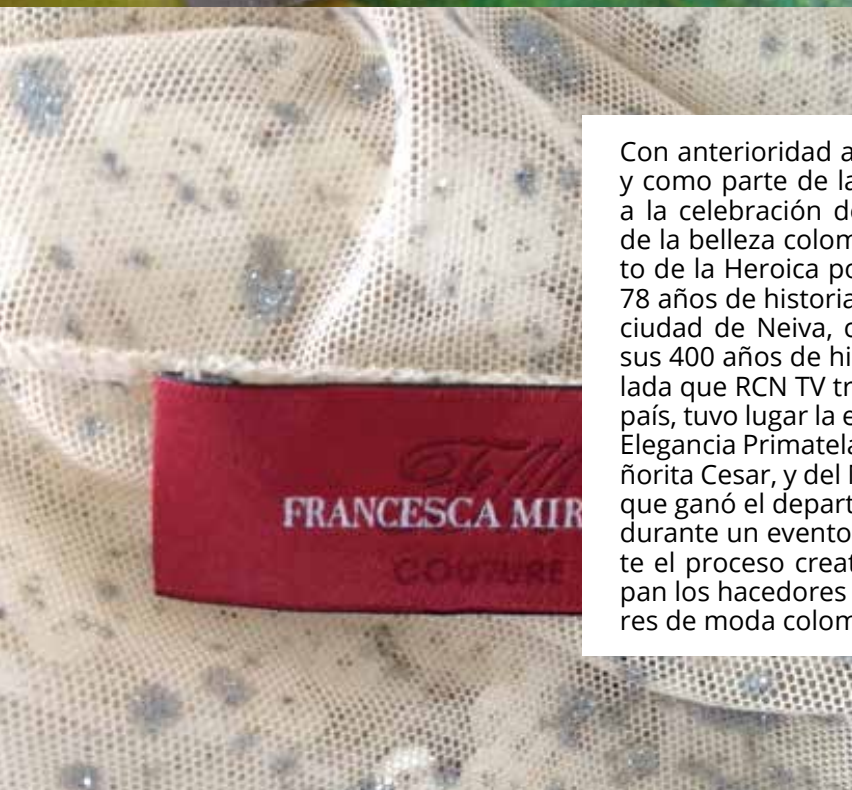 FM
FRANCESCA MIR
COUTURE
Con anterioridad a
y como parte de la
a la celebración d
de la belleza colom
to de la Heroica po
78 años de historia
ciudad de Neiva, c
sus 400 años de hi
lada que RCN TV tr
país, tuvo lugar la e
Elegancia Primatela
ñorita Cesar, y del
que ganó el depart
durante un evento
te el proceso creat
pan los hacedores
res de moda colom